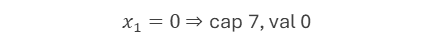 x₁ = 0 ⇒ cap 7, val 0